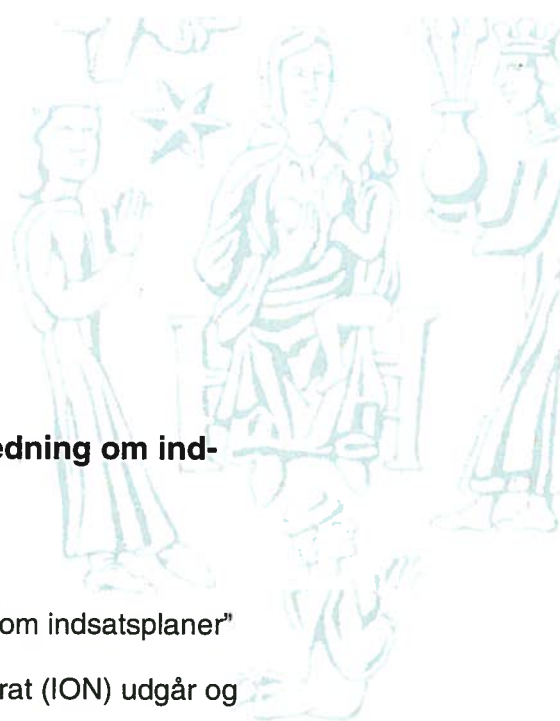 edning om ind-
om indsatsplaner”
rat (ION) udgår og